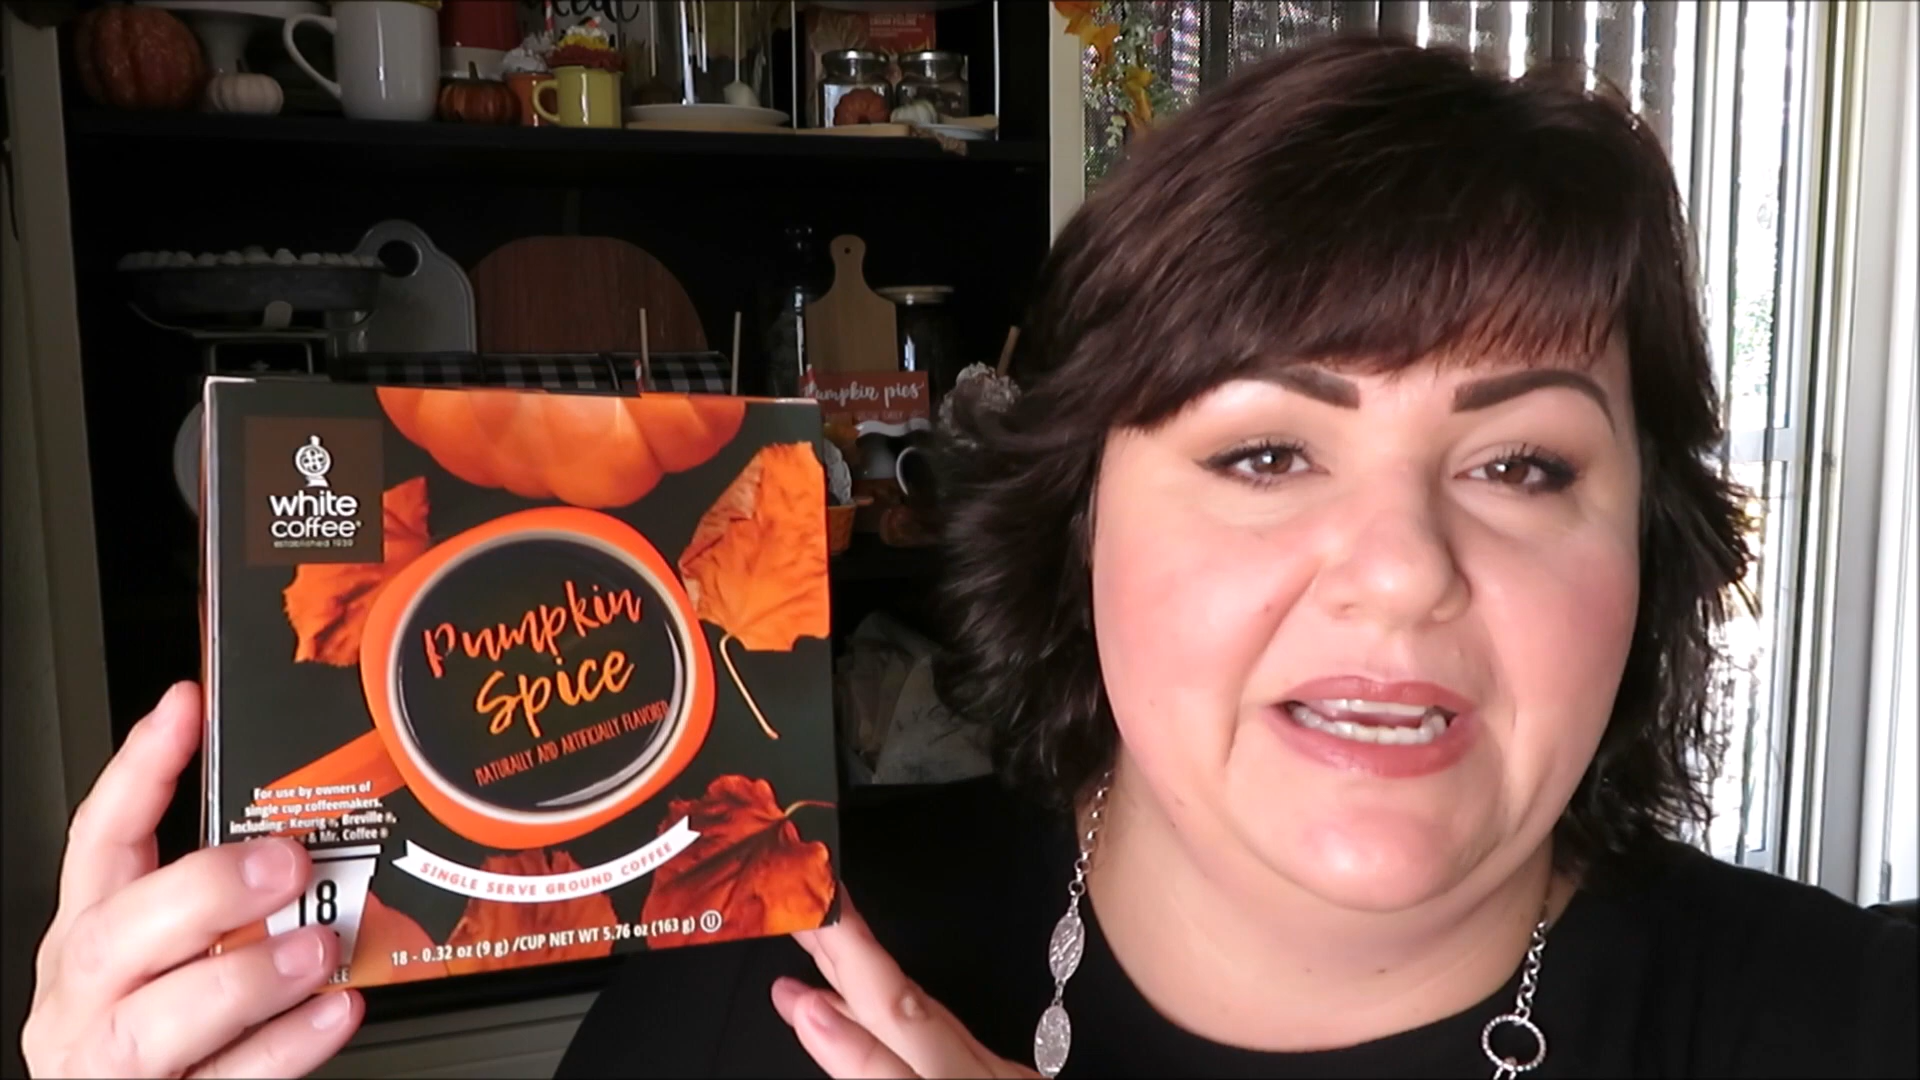 white
coffee®
established 1939
Pumpkin
Spice
NATURALLY AND ARTIFICIALLY FLAVORED
For use by owners of
single cup coffeemakers.
including: Keurig®, Breville®,
& Mr. Coffee®
18
SINGLE SERVE GROUND COFFEE
18 - 0.32 oz (9 g) /CUP NET WT 5.76 oz (163 g) U
pumpkin pies